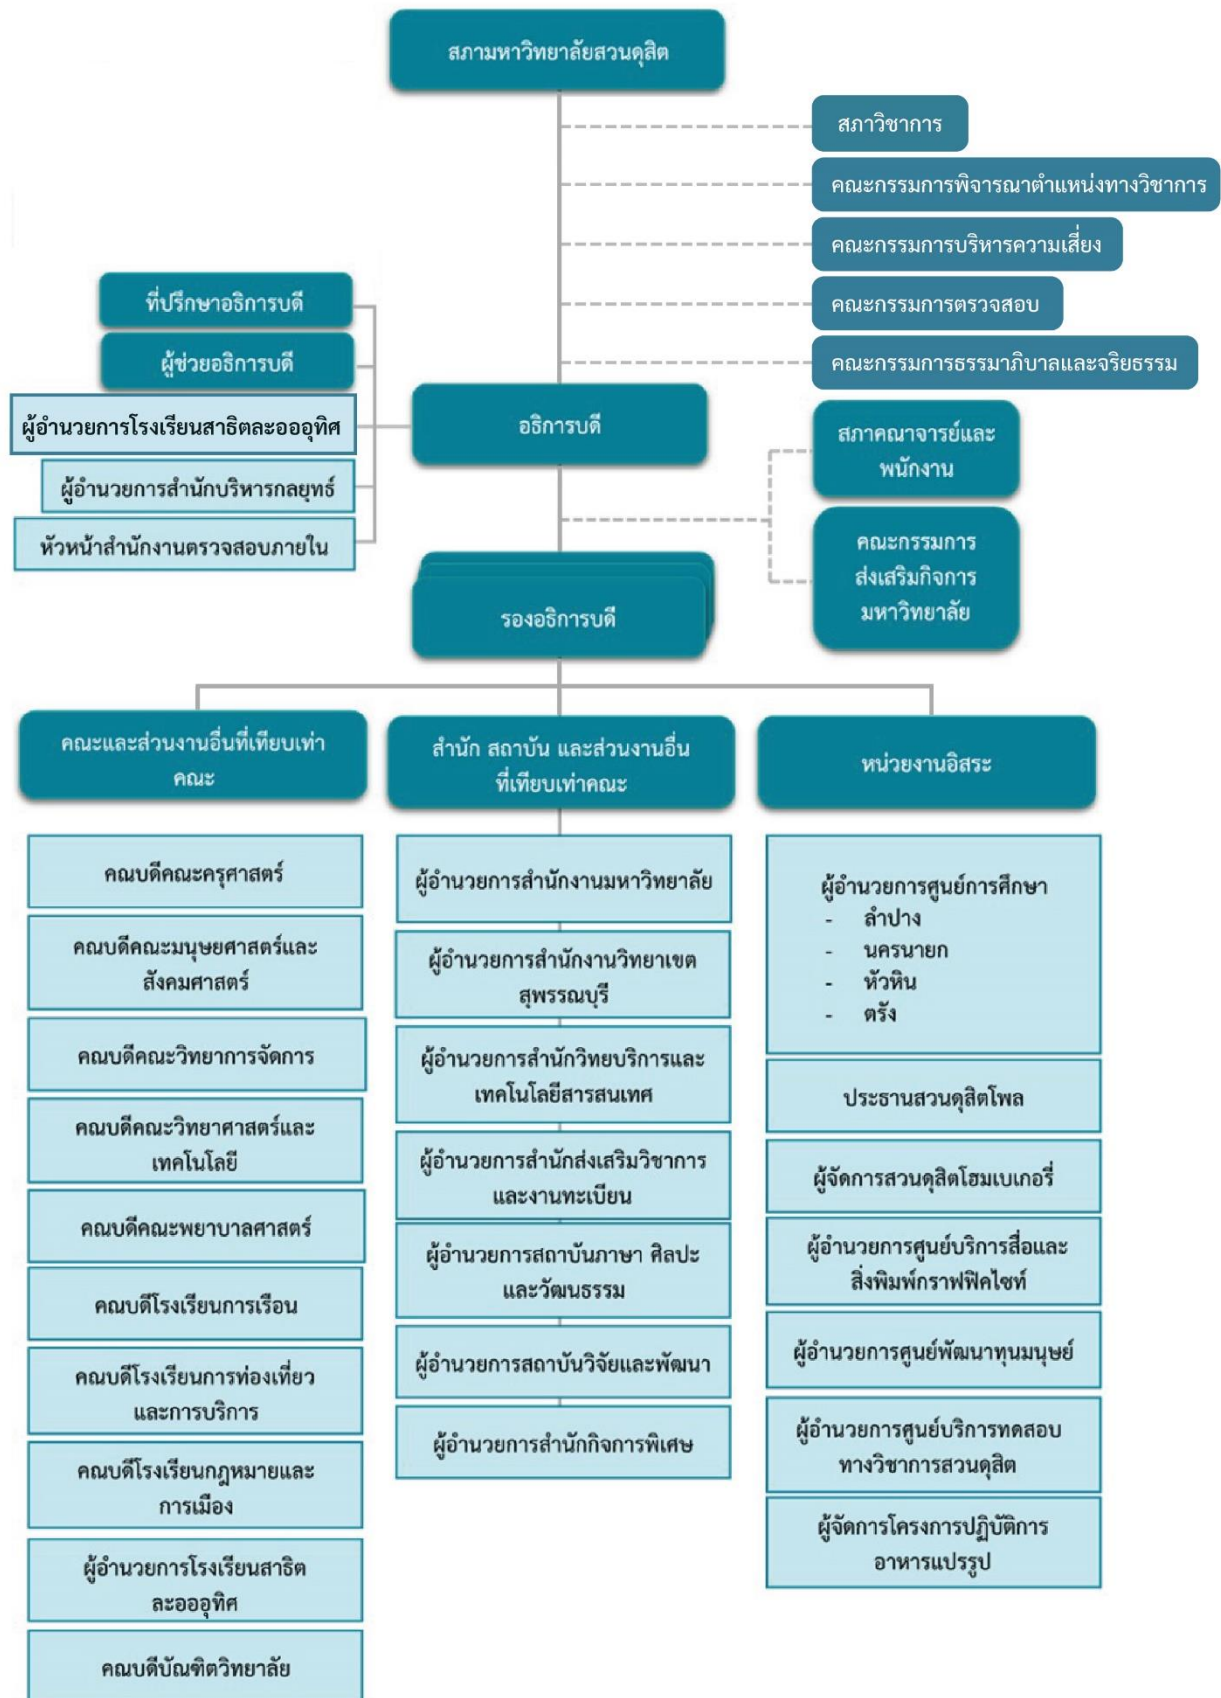 สภามหาวิทยาลัยสวนดุสิต
สภาวิชาการ
คณะกรรมการพิจารณาตำแหน่งทางวิชาการ
คณะกรรมการบริหารความเสี่ยง
คณะกรรมการตรวจสอบ
คณะกรรมการธรรมาภิบาลและจริยธรรม
ที่ปรึกษาอธิการบดี
ผู้ช่วยอธิการบดี
ผู้อำนวยการโรงเรียนสาธิตละอออุทิศ
ผู้อำนวยการสำนักบริหารกลยุทธ์
หัวหน้าสำนักงานตรวจสอบภายใน
อธิการบดี
สภาคณาจารย์และ
พนักงาน
คณะกรรมการ
ส่งเสริมกิจการ
มหาวิทยาลัย
รองอธิการบดี
คณะและส่วนงานอื่นที่เทียบเท่า
คณะ
คณบดีคณะครุศาสตร์
คณบดีคณะมนุษยศาสตร์และ
สังคมศาสตร์
คณบดีคณะวิทยาการจัดการ
คณบดีคณะวิทยาศาสตร์และ
เทคโนโลยี
คณบดีคณะพยาบาลศาสตร์
คณบดีโรงเรียนการเรือน
คณบดีโรงเรียนการท่องเที่ยว
และการบริการ
คณบดีโรงเรียนกฎหมายและ
การเมือง
ผู้อำนวยการโรงเรียนสาธิต
ละอออุทิศ
คณบดีบัณฑิตวิทยาลัย
สำนัก สถาบัน และส่วนงานอื่น
ที่เทียบเท่าคณะ
ผู้อำนวยการสำนักงานมหาวิทยาลัย
ผู้อำนวยการสำนักงานวิทยาเขต
สุพรรณบุรี
ผู้อำนวยการสำนักวิทยบริการและ
เทคโนโลยีสารสนเทศ
ผู้อำนวยการสำนักส่งเสริมวิชาการ
และงานทะเบียน
ผู้อำนวยการสถาบันภาษา ศิลปะ
และวัฒนธรรม
ผู้อำนวยการสถาบันวิจัยและพัฒนา
ผู้อำนวยการสำนักกิจการพิเศษ
หน่วยงานอิสระ
ผู้อำนวยการศูนย์การศึกษา
- ลำปาง
- นครนายก
- หัวหิน
- ตรัง
ประธานสวนดุสิตโพล
ผู้จัดการสวนดุสิตโฮมเบเกอรี่
ผู้อำนวยการศูนย์บริการสื่อและ
สิ่งพิมพ์กราฟฟิคไซท์
ผู้อำนวยการศูนย์พัฒนาทุนมนุษย์
ผู้อำนวยการศูนย์บริการทดสอบ
ทางวิชาการสวนดุสิต
ผู้จัดการโครงการปฏิบัติการ
อาหารแปรรูป